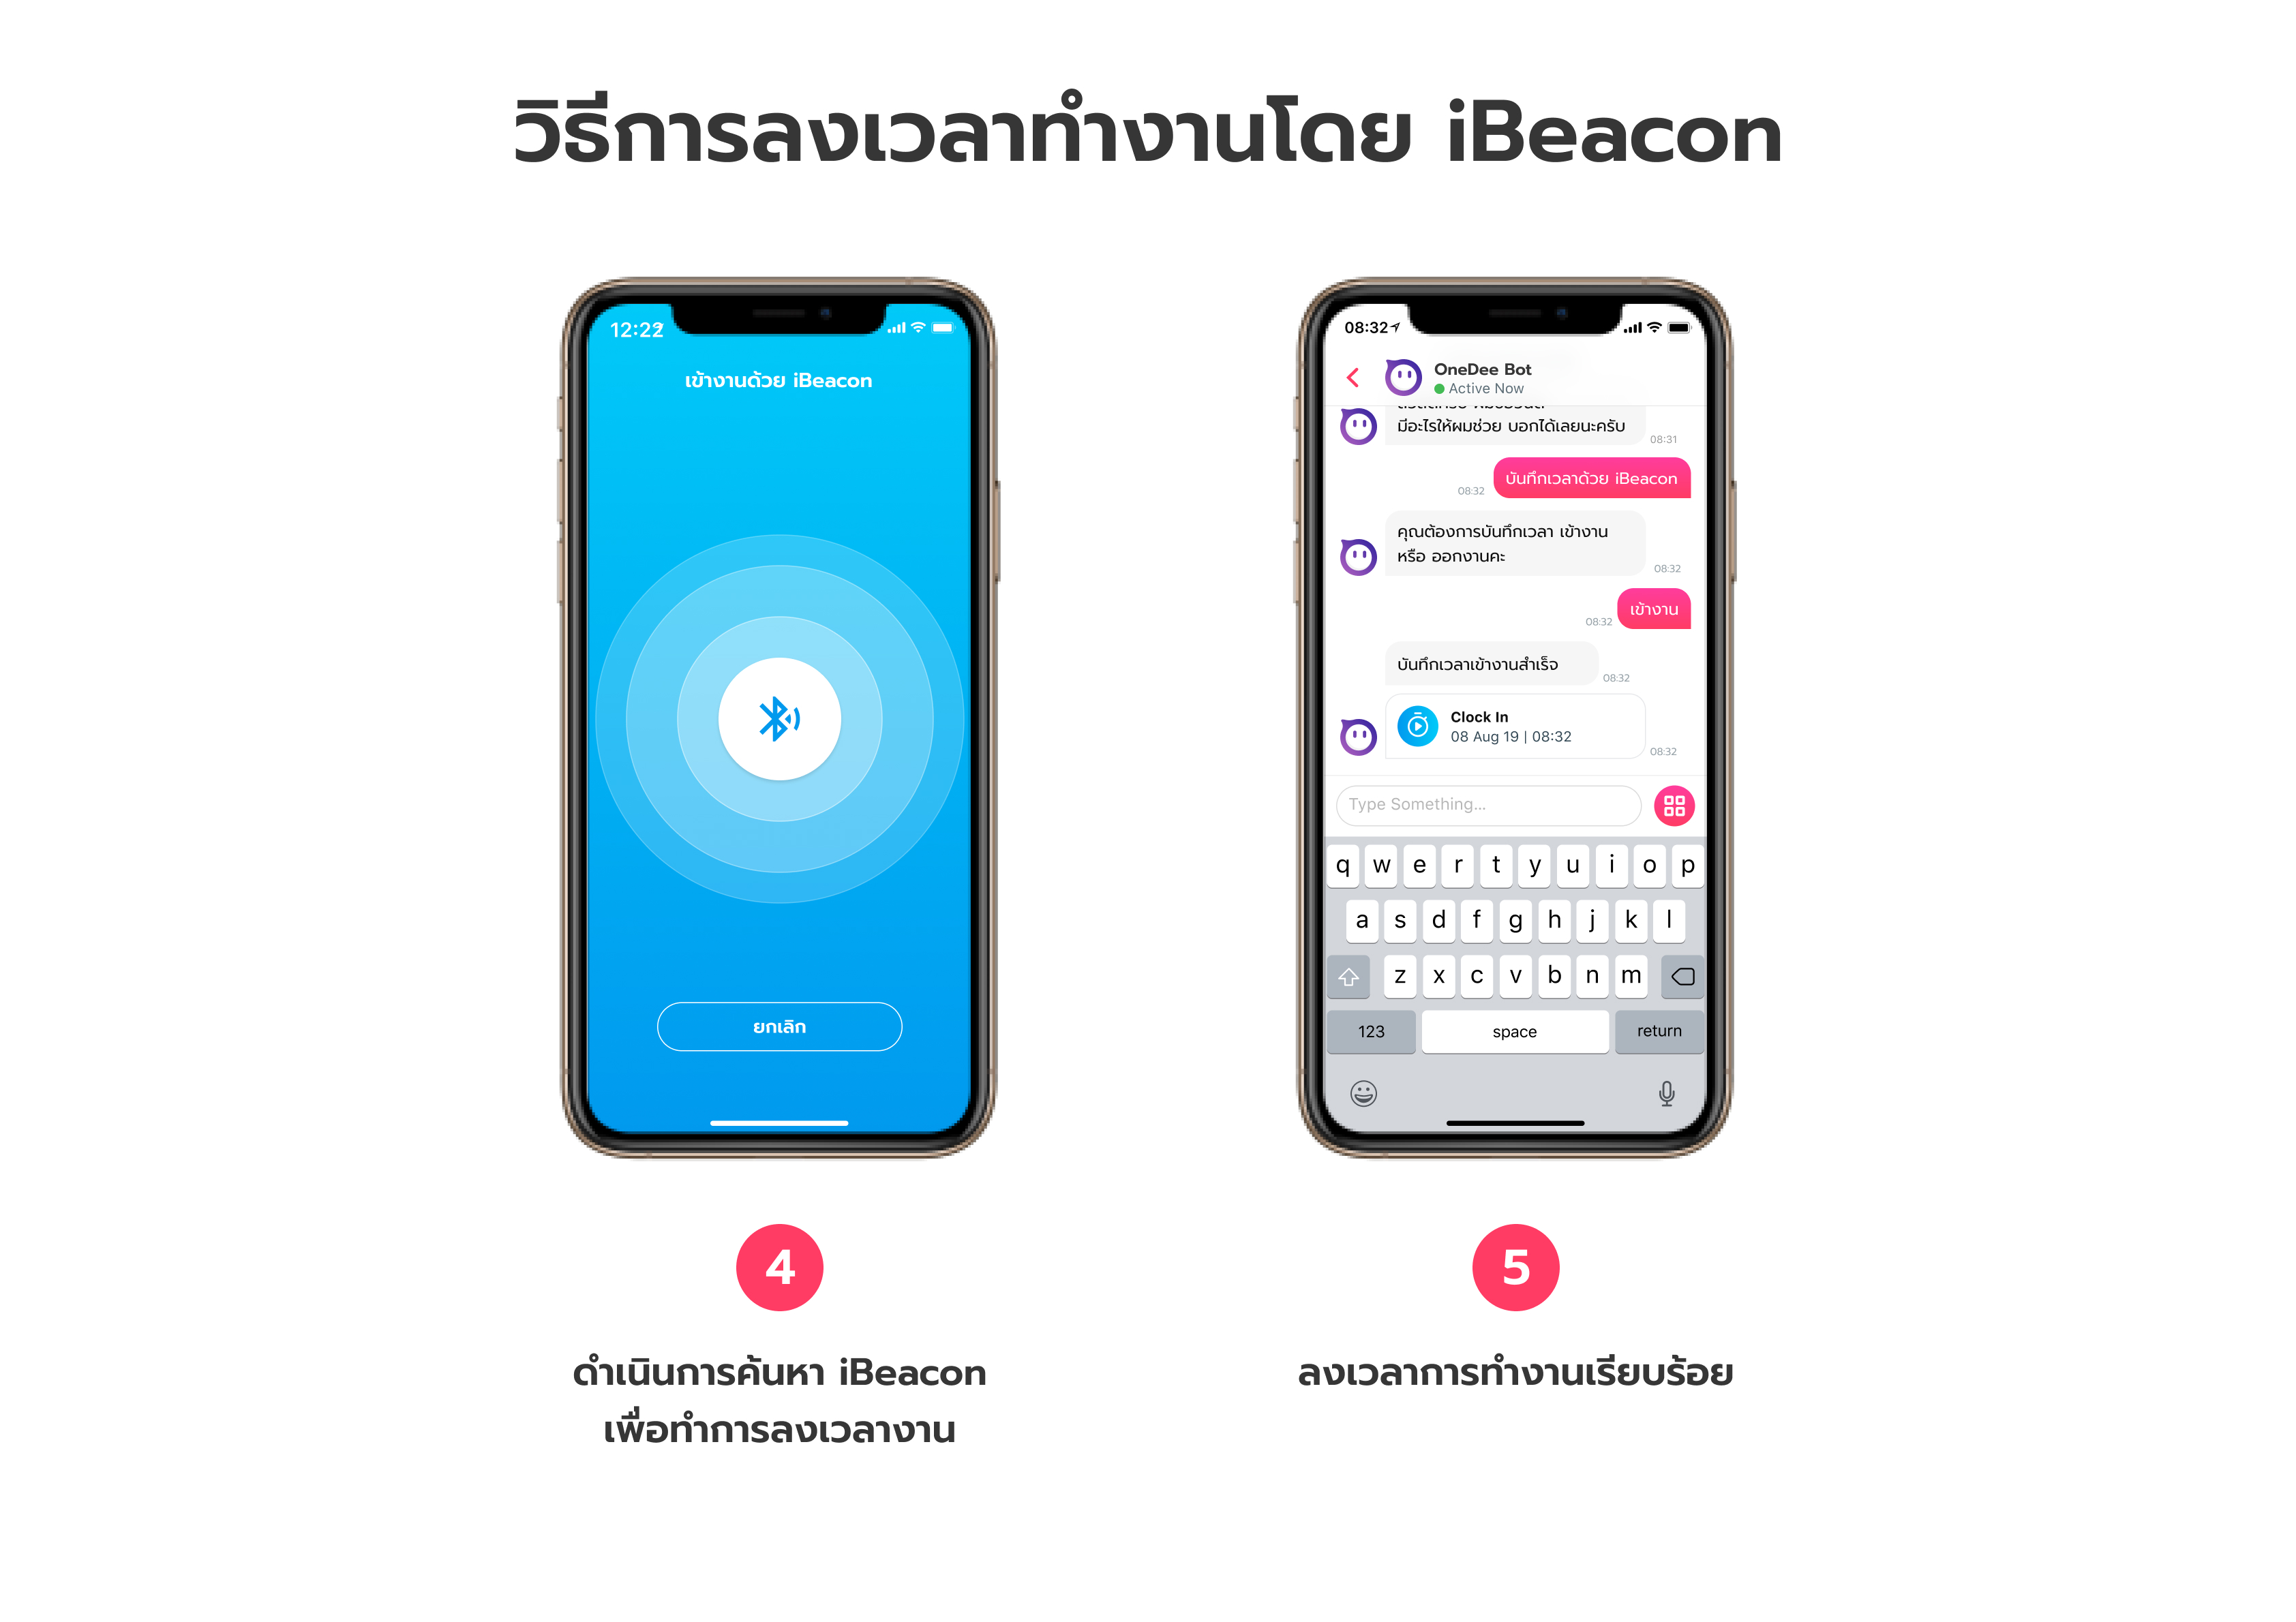 วิธีการลงเวลาทำงานโดย iBeacon
12:22
เข้างานด้วย iBeacon
ยกเลิก
4
ดำเนินการค้นหา iBeacon
เพื่อทำการลงเวลางาน
08:32
OneDee Bot
Active Now
มีอะไรให้ผมช่วย บอกได้เลยนะครับ
08:31
บันทึกเวลาด้วย iBeacon
08:32
คุณต้องการบันทึกเวลา เข้างาน
หรือ ออกงานคะ
08:32
เข้างาน
08:32
บันทึกเวลาเข้างานสำเร็จ
08:32
Clock In
08 Aug 19 | 08:32
08:32
Type Something...
q w e r t y u i o p
a s d f g h j k l
z x c v b n m
123 space return
5
ลงเวลาการทำงานเรียบร้อย